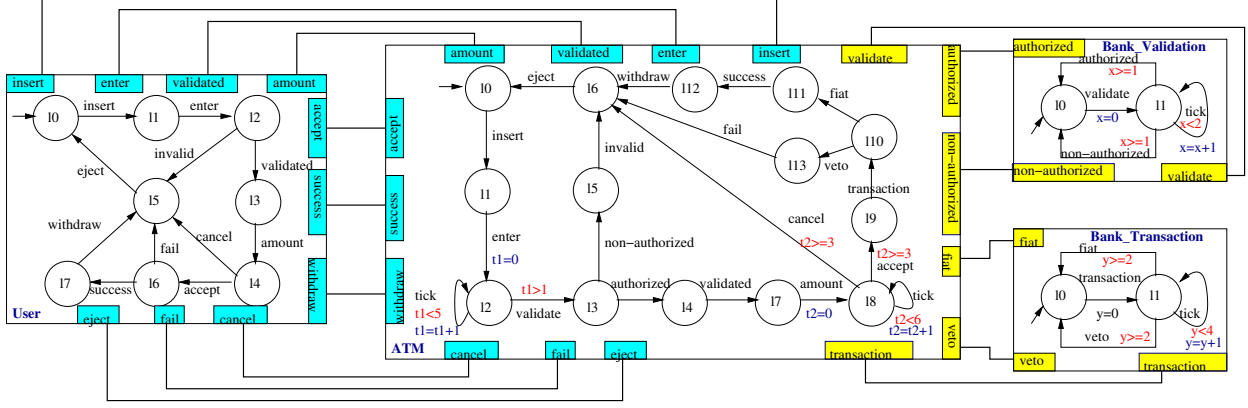 insert
enter
validated
amount
l0
insert
l1
enter
l2
invalid
validated
eject
l5
l3
withdraw
cancel
amount
fail
l7
success
l6
accept
l4
User
eject
fail
cancel
accept
success
withdraw
amount
validated
enter
insert
validate
accept
success
withdraw
l0
eject
l6
withdraw
l12
success
l11
fiat
insert
fail
l10
invalid
l13
veto
l1
l5
transaction
cancel
l9
enter
t1=0
non-authorized
t2>=3
t2>=3
accept
tick
t1<5
t1=t1+1
l2
t1>1
validate
l3
authorized
l4
validated
l7
amount
t2=0
l8
tick
t2<6
t2=t2+1
ATM
cancel
fail
eject
transaction
authorized
non-authorized
fiat
veto
authorized
Bank_Validation
authorized
x>=1
validate
l0
l1
x=0
tick
x<2
x>=1
non-authorized
x=x+1
non-authorized
validate
fiat
Bank_Transaction
fiat
y>=2
transaction
l0
l1
y=0
tick
veto
y>=2
y<4
y=y+1
veto
transaction